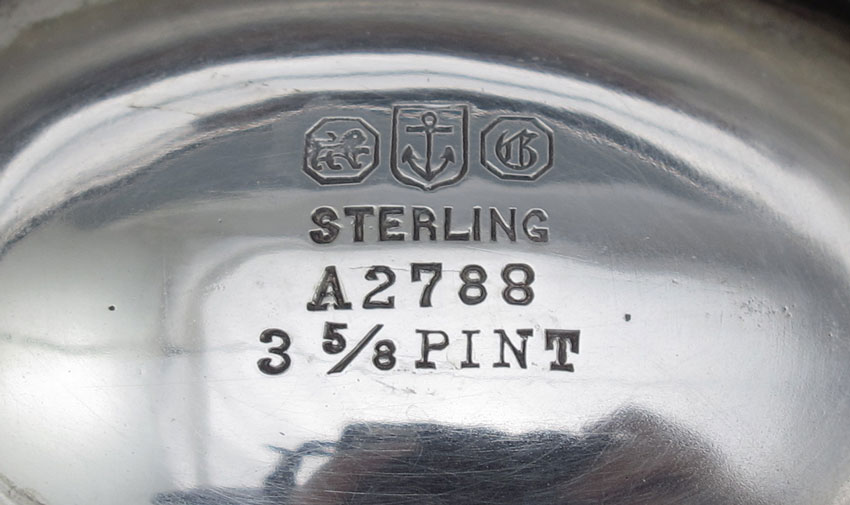 G
STERLING
A2788
3 5/8 PINT